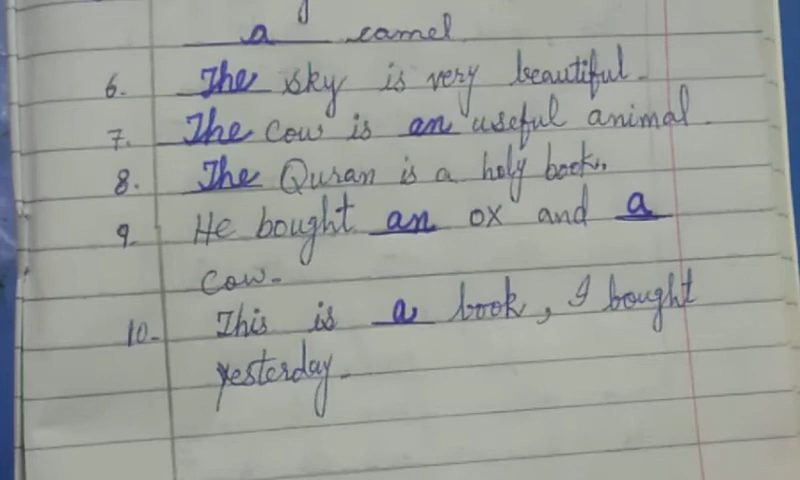 a camel
6. The sky is very beautiful.
7. The cow is an useful animal.
8. The Quran is a holy book.
9. He bought an ox and a
cow.
10. This is a book, I bought
yesterday.